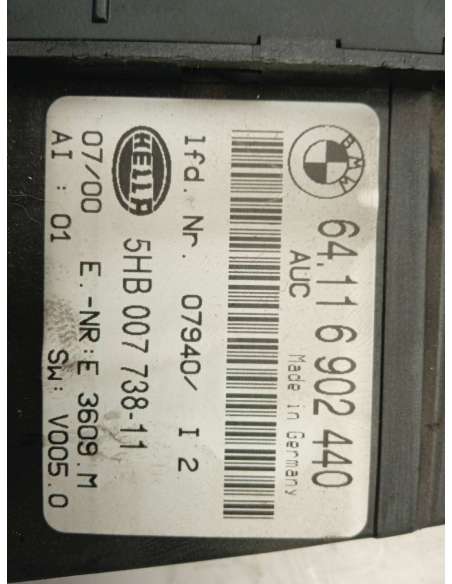 BMW
64.11 6 902 440
AUC
Made in Germany
lfd. Nr. 07940/ I 2
HELLA
5HB 007 738-11
07/00
E.-NR:E 3609.M
AI : 01
SW: V005.0